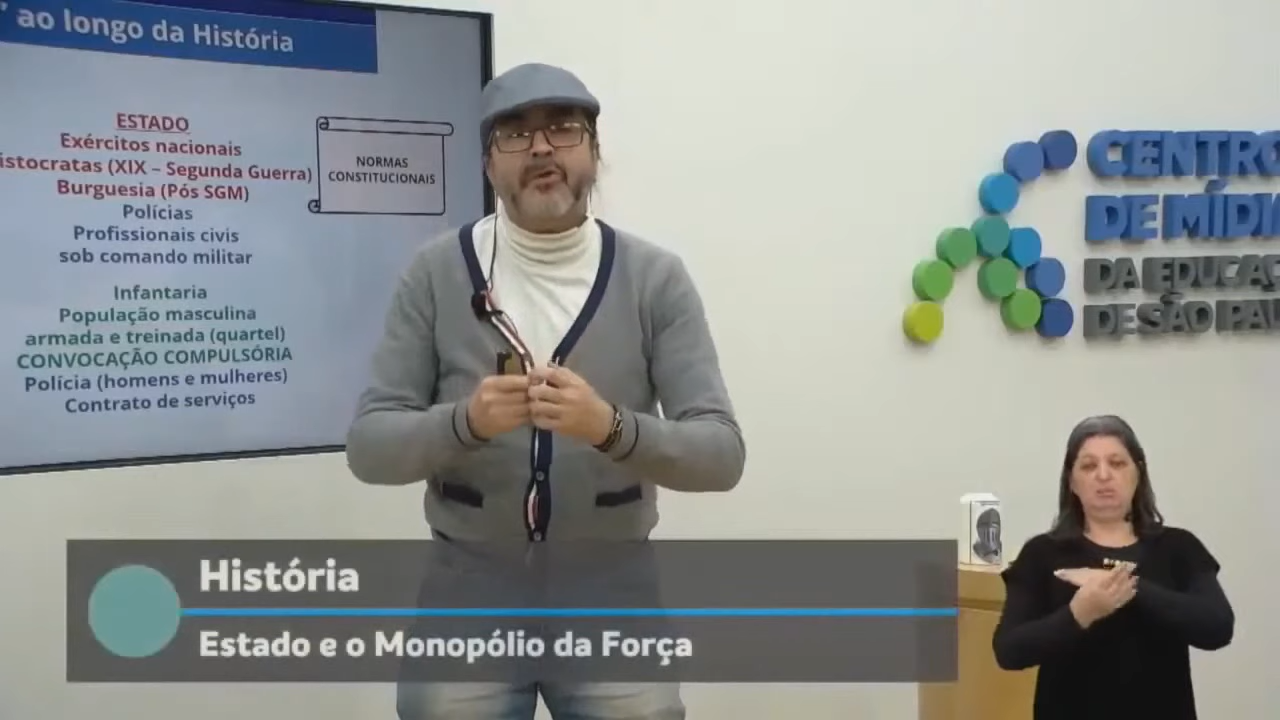 ao longo da História
ESTADO
Exércitos nacionais
istocratas (XIX – Segunda Guerra)
Burguesia (Pós SGM)
Polícias
Profissionais civis
sob comando militar
Infantaria
População masculina
armada e treinada (quartel)
CONVOCAÇÃO COMPULSÓRIA
Polícia (homens e mulheres)
Contrato de serviços
NORMAS
CONSTITUCIONAIS
CENTRO
DE MÍDIA
DA EDUCAÇ
DE SÃO PAU
História
Estado e o Monopólio da Força